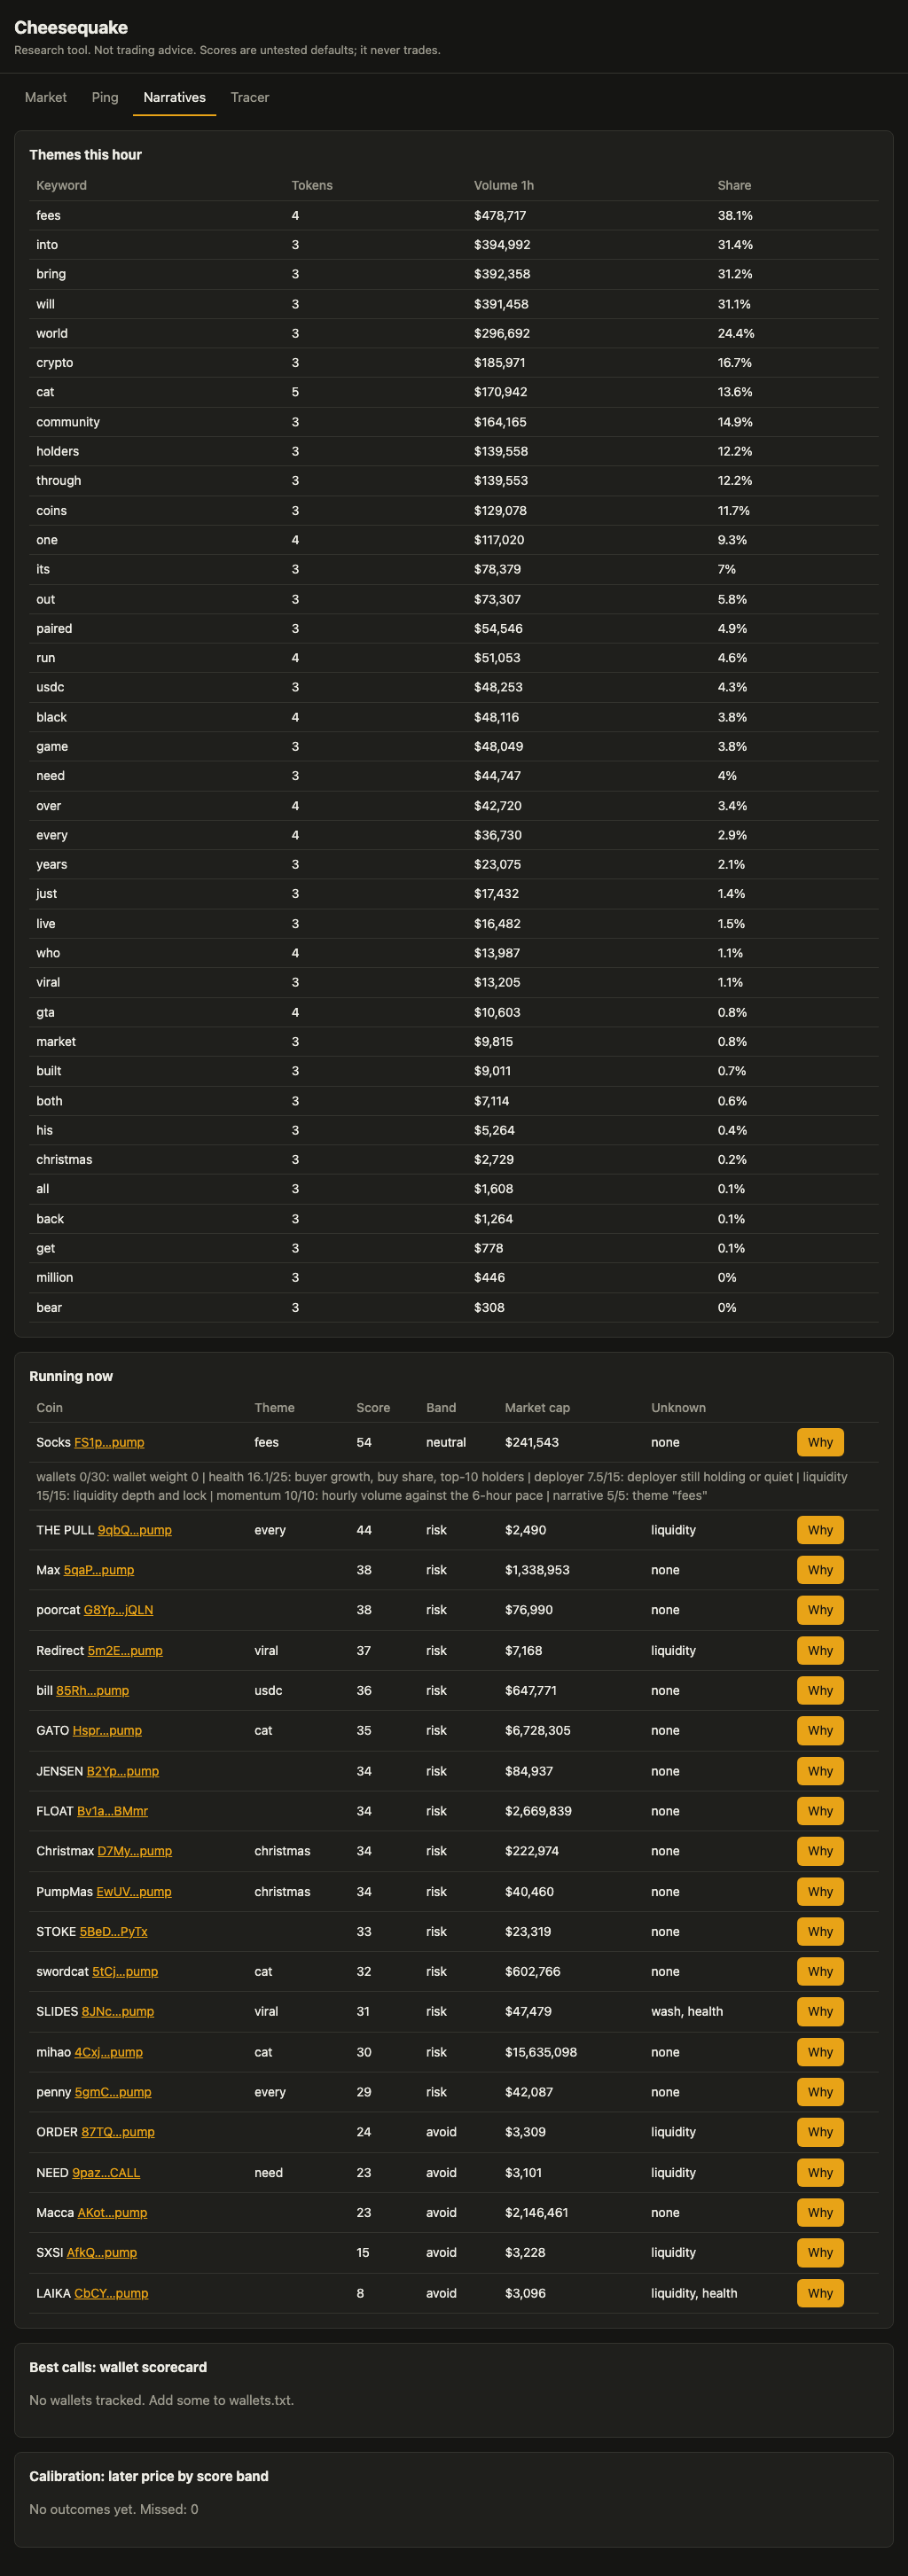 Cheesequake
Research tool. Not trading advice. Scores are untested defaults; it never trades.
Market Ping Narratives Tracer
Themes this hour
Keyword Tokens Volume 1h Share
fees 4 $478,717 38.1%
into 3 $394,992 31.4%
bring 3 $392,358 31.2%
will 3 $391,458 31.1%
world 3 $296,692 24.4%
crypto 3 $185,971 16.7%
cat 5 $170,942 13.6%
community 3 $164,165 14.9%
holders 3 $139,558 12.2%
through 3 $139,553 12.2%
coins 3 $129,078 11.7%
one 4 $117,020 9.3%
its 3 $78,379 7%
out 3 $73,307 5.8%
paired 3 $54,546 4.9%
run 4 $51,053 4.6%
usdc 3 $48,253 4.3%
black 4 $48,116 3.8%
game 3 $48,049 3.8%
need 3 $44,747 4%
over 4 $42,720 3.4%
every 4 $36,730 2.9%
years 3 $23,075 2.1%
just 3 $17,432 1.4%
live 3 $16,482 1.5%
who 4 $13,987 1.1%
viral 3 $13,205 1.1%
gta 4 $10,603 0.8%
market 3 $9,815 0.8%
built 3 $9,011 0.7%
both 3 $7,114 0.6%
his 3 $5,264 0.4%
christmas 3 $2,729 0.2%
all 3 $1,608 0.1%
back 3 $1,264 0.1%
get 3 $778 0.1%
million 3 $446 0%
bear 3 $308 0%
Running now
Coin Theme Score Band Market cap Unknown
Socks FS1p...pump fees 54 neutral $241,543 none Why
wallets 0/30: wallet weight 0 | health 16.1/25: buyer growth, buy share, top-10 holders | deployer 7.5/15: deployer still holding or quiet | liquidity
15/15: liquidity depth and lock | momentum 10/10: hourly volume against the 6-hour pace | narrative 5/5: theme "fees"
THE PULL 9qbQ...pump every 44 risk $2,490 liquidity Why
Max 5qaP...pump 38 risk $1,338,953 none Why
poorcat G8Yp...jQLN 38 risk $76,990 none Why
Redirect 5m2E...pump viral 37 risk $7,168 liquidity Why
bill 85Rh...pump usdc 36 risk $647,771 none Why
GATO Hspr...pump cat 35 risk $6,728,305 none Why
JENSEN B2Yp...pump 34 risk $84,937 none Why
FLOAT Bv1a...BMmr 34 risk $2,669,839 none Why
Christmax D7My...pump christmas 34 risk $222,974 none Why
PumpMas EwUV...pump christmas 34 risk $40,460 none Why
STOKE 5BeD...PyTx 33 risk $23,319 none Why
swordcat 5tCj...pump cat 32 risk $602,766 none Why
SLIDES 8JNc...pump viral 31 risk $47,479 wash, health Why
mihao 4Cxj...pump cat 30 risk $15,635,098 none Why
penny 5gmC...pump every 29 risk $42,087 none Why
ORDER 87TQ...pump 24 avoid $3,309 liquidity Why
NEED 9paz...CALL need 23 avoid $3,101 liquidity Why
Macca AKot...pump 23 avoid $2,146,461 none Why
SXSI AfkQ...pump 15 avoid $3,228 liquidity Why
LAIKA CbCY...pump 8 avoid $3,096 liquidity, health Why
Best calls: wallet scorecard
No wallets tracked. Add some to wallets.txt.
Calibration: later price by score band
No outcomes yet. Missed: 0